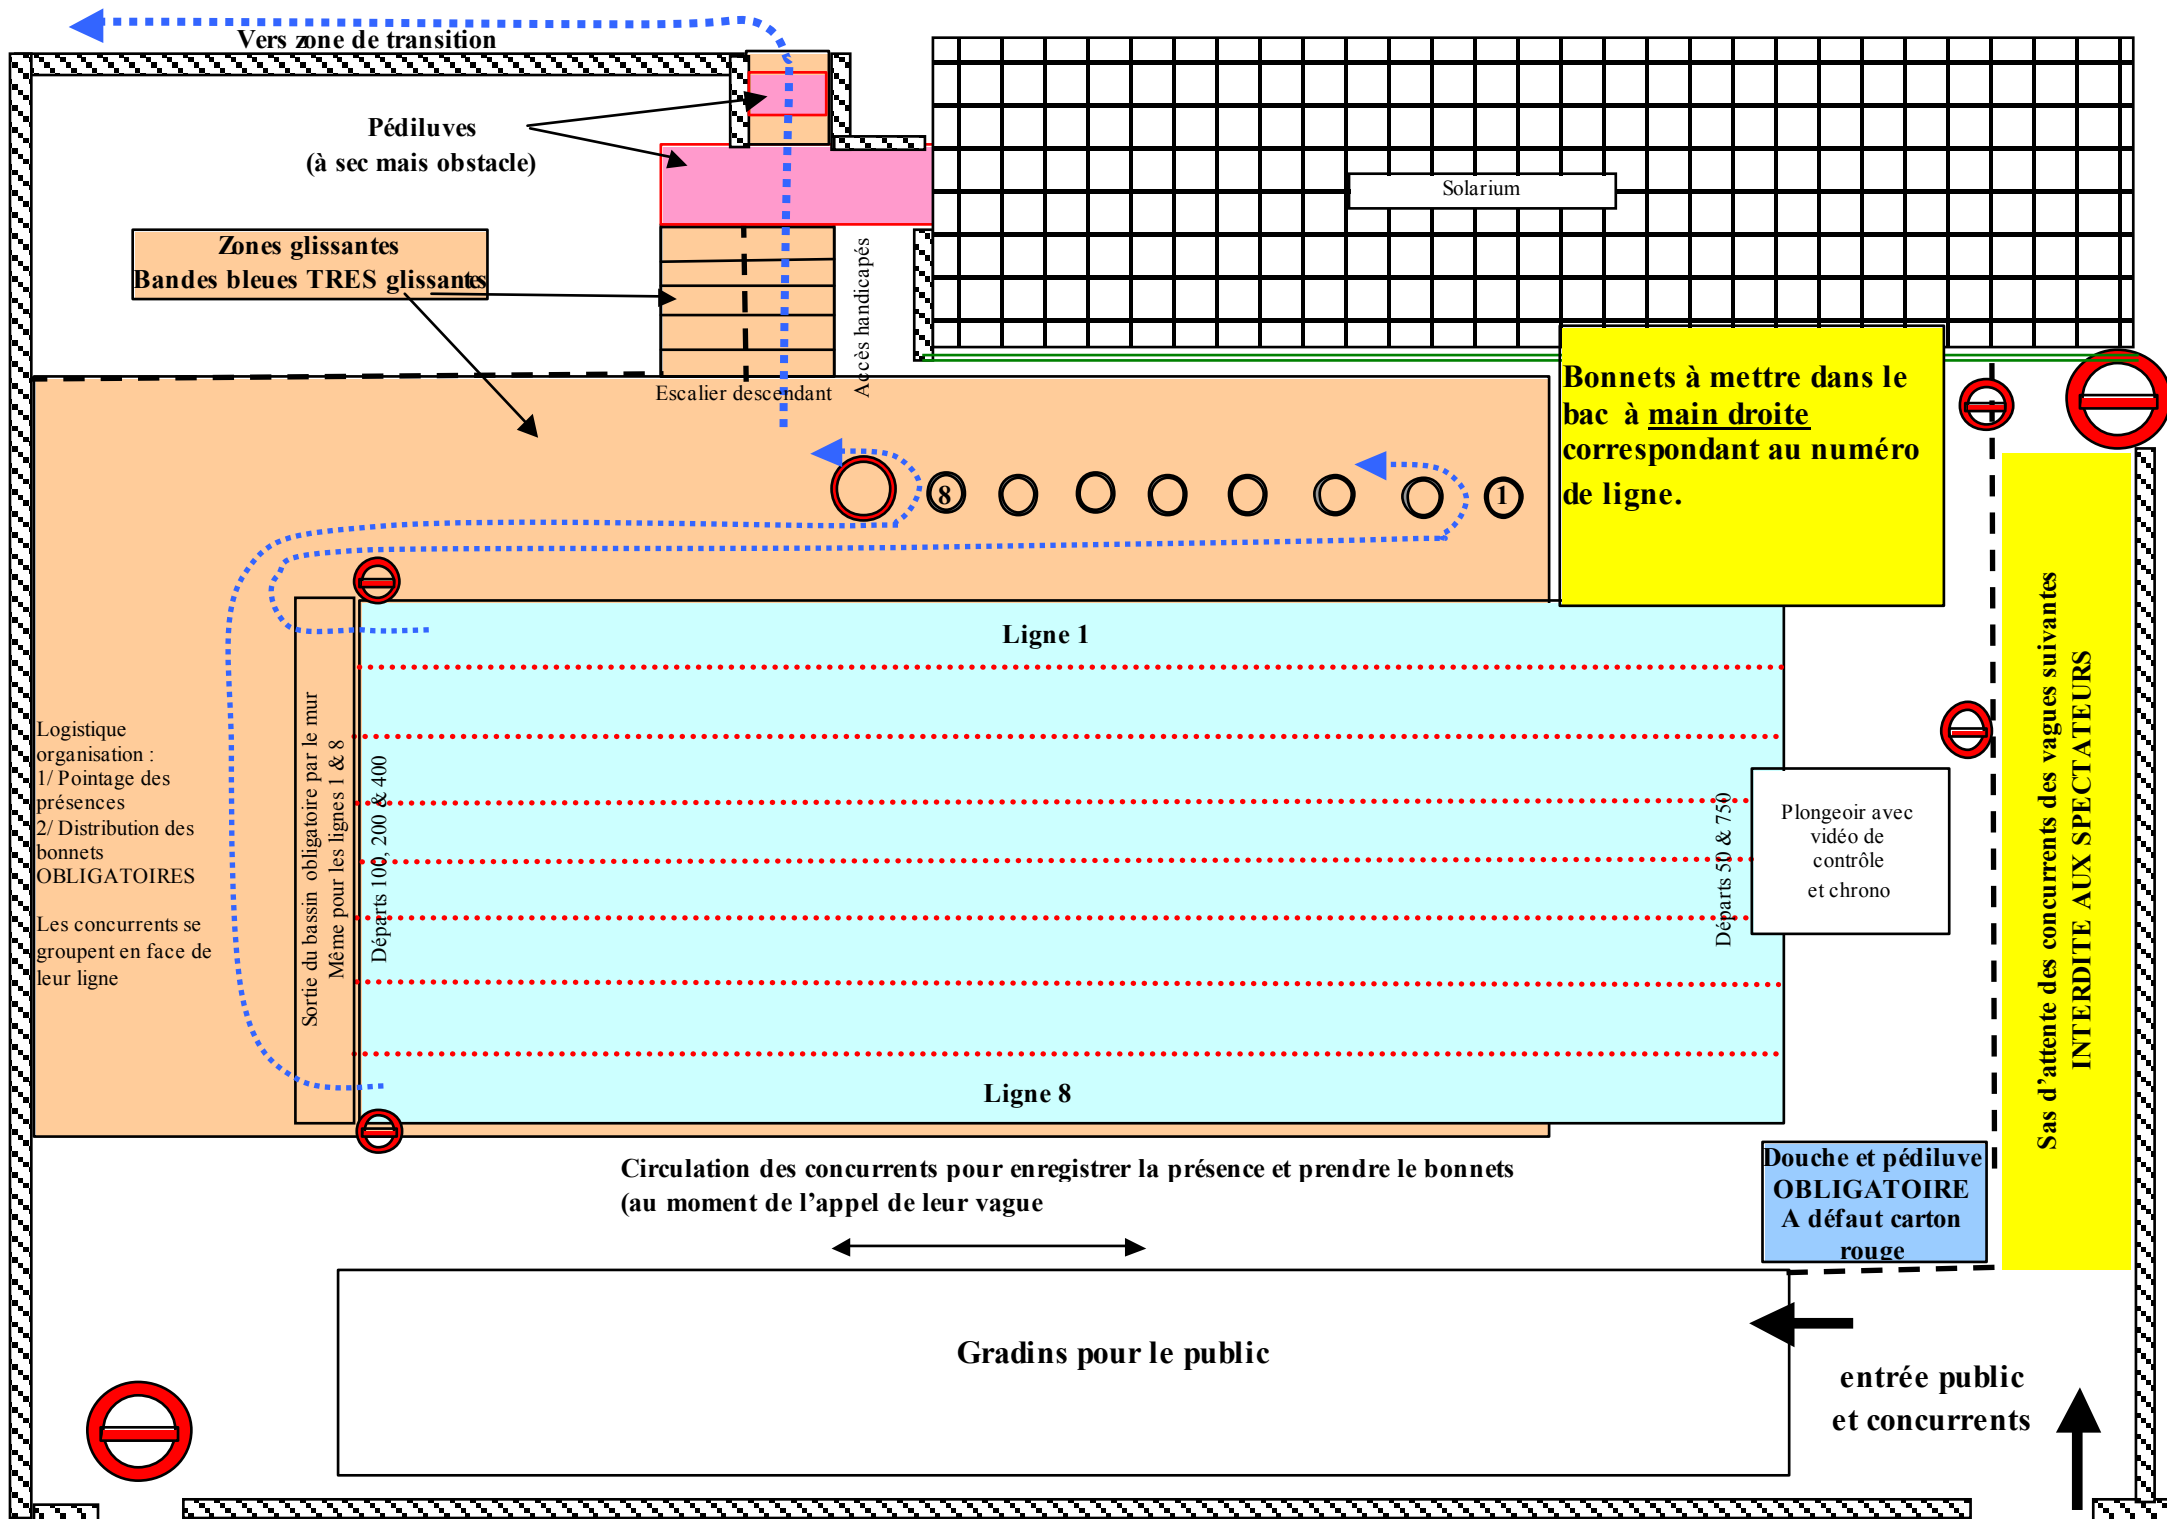 Vers zone de transition
Pédiluves
(à sec mais obstacle)
Solarium
Zones glissantes
Bandes bleues TRES glissantes
Accès handicapés
Escalier descendant
Bonnets à mettre dans le
bac à main droite
correspondant au numéro
de ligne.
8
1
Ligne 1
Logistique
organisation :
1/ Pointage des
présences
2/ Distribution des
bonnets
OBLIGATOIRES
Les concurrents se
groupent en face de
leur ligne
Sortie du bassin obligatoire par le mur
Même pour les lignes 1 & 8
Départs 100, 200 & 400
Départs 50 & 750
Plongeoir avec
vidéo de
contrôle
et chrono
Sas d'attente des concurrents des vagues suivantes
INTERDITE AUX SPECTATEURS
Ligne 8
Circulation des concurrents pour enregistrer la présence et prendre le bonnets
(au moment de l'appel de leur vague
Douche et pédiluve
OBLIGATOIRE
A défaut carton
rouge
Gradins pour le public
entrée public
et concurrents